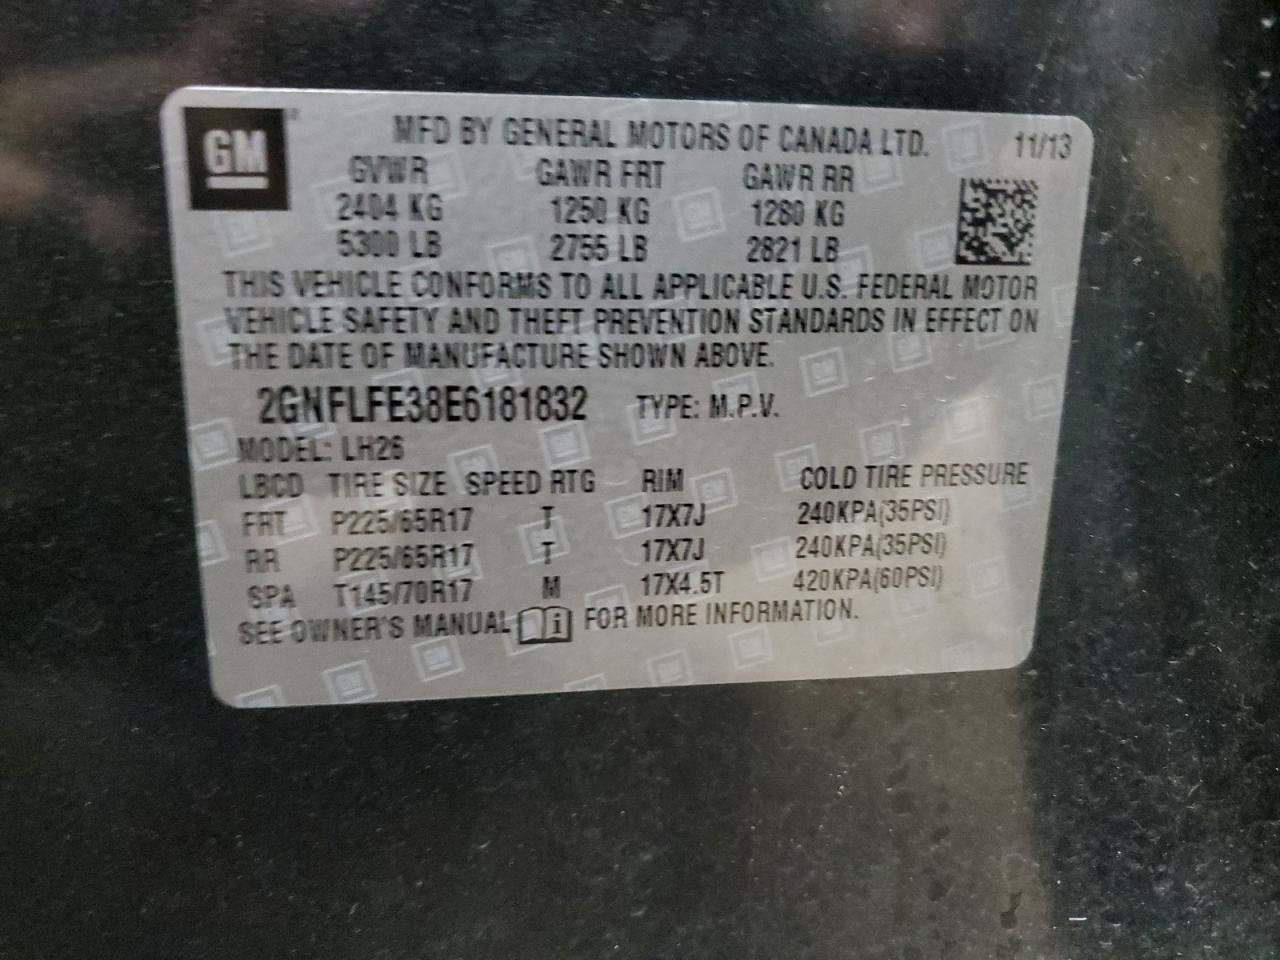 GM
MFD BY GENERAL MOTORS OF CANADA LTD. 11/13
GVWR GAWR FRT GAWR RR
2404 KG 1250 KG 1280 KG
5300 LB 2755 LB 2821 LB
THIS VEHICLE CONFORMS TO ALL APPLICABLE U.S. FEDERAL MOTOR
VEHICLE SAFETY AND THEFT PREVENTION STANDARDS IN EFFECT ON
THE DATE OF MANUFACTURE SHOWN ABOVE.
2GNFLFE38E6181832 TYPE: M.P.V.
MODEL: LH26
LBCD TIRE SIZE SPEED RTG RIM COLD TIRE PRESSURE
FRT P225/65R17 T 17X7J 240KPA(35PSI)
RR P225/65R17 T 17X7J 240KPA(35PSI)
SPA T145/70R17 M 17X4.5T 420KPA(60PSI)
SEE OWNER'S MANUAL i FOR MORE INFORMATION.